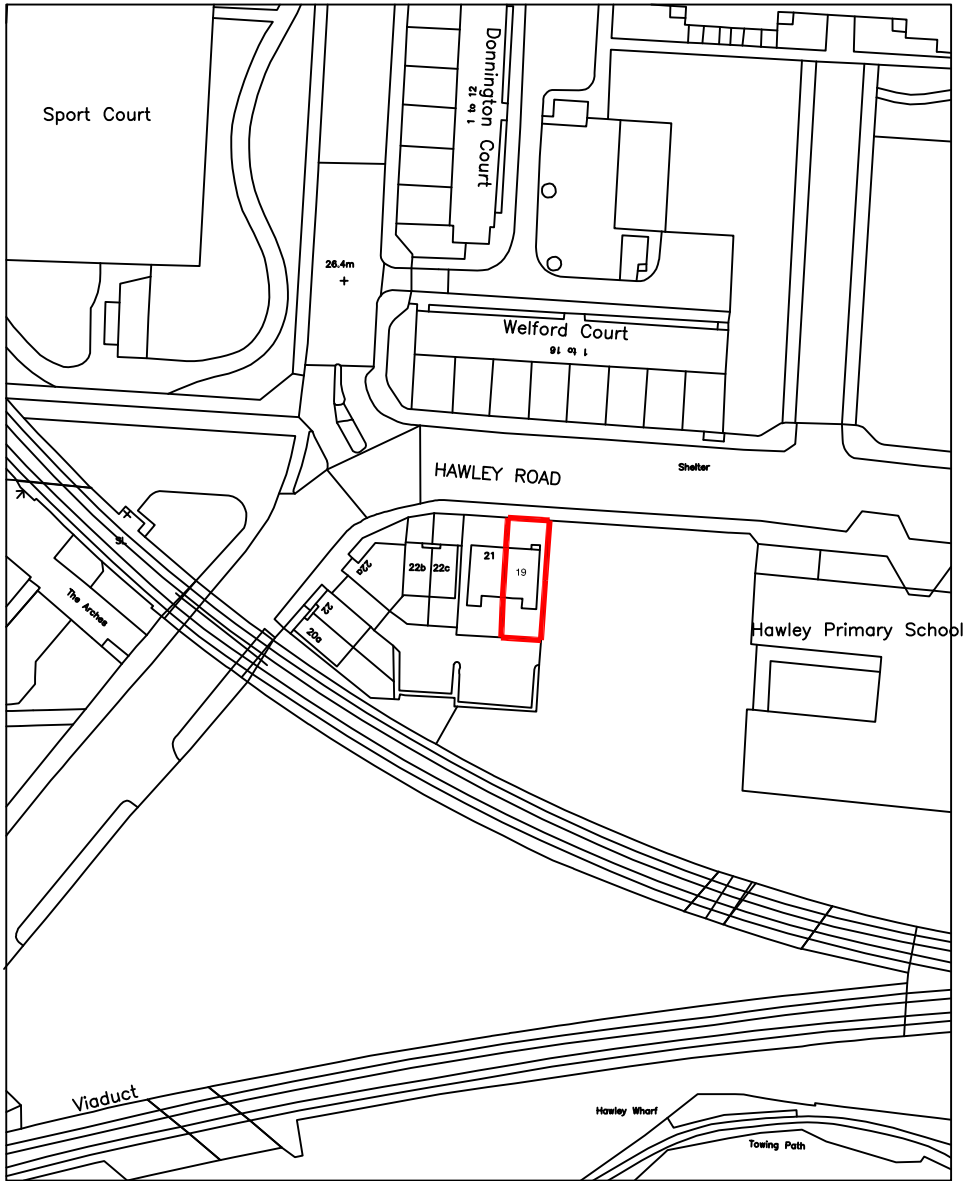 Donnington Court
1 to 12
Sport Court
26.4m
Welford Court
1 to 16
HAWLEY ROAD
Shelter
SL
The Arches
22a
22b
22c
21
19
22
20a
Hawley Primary School
Viaduct
Hawley Wharf
Towing Path